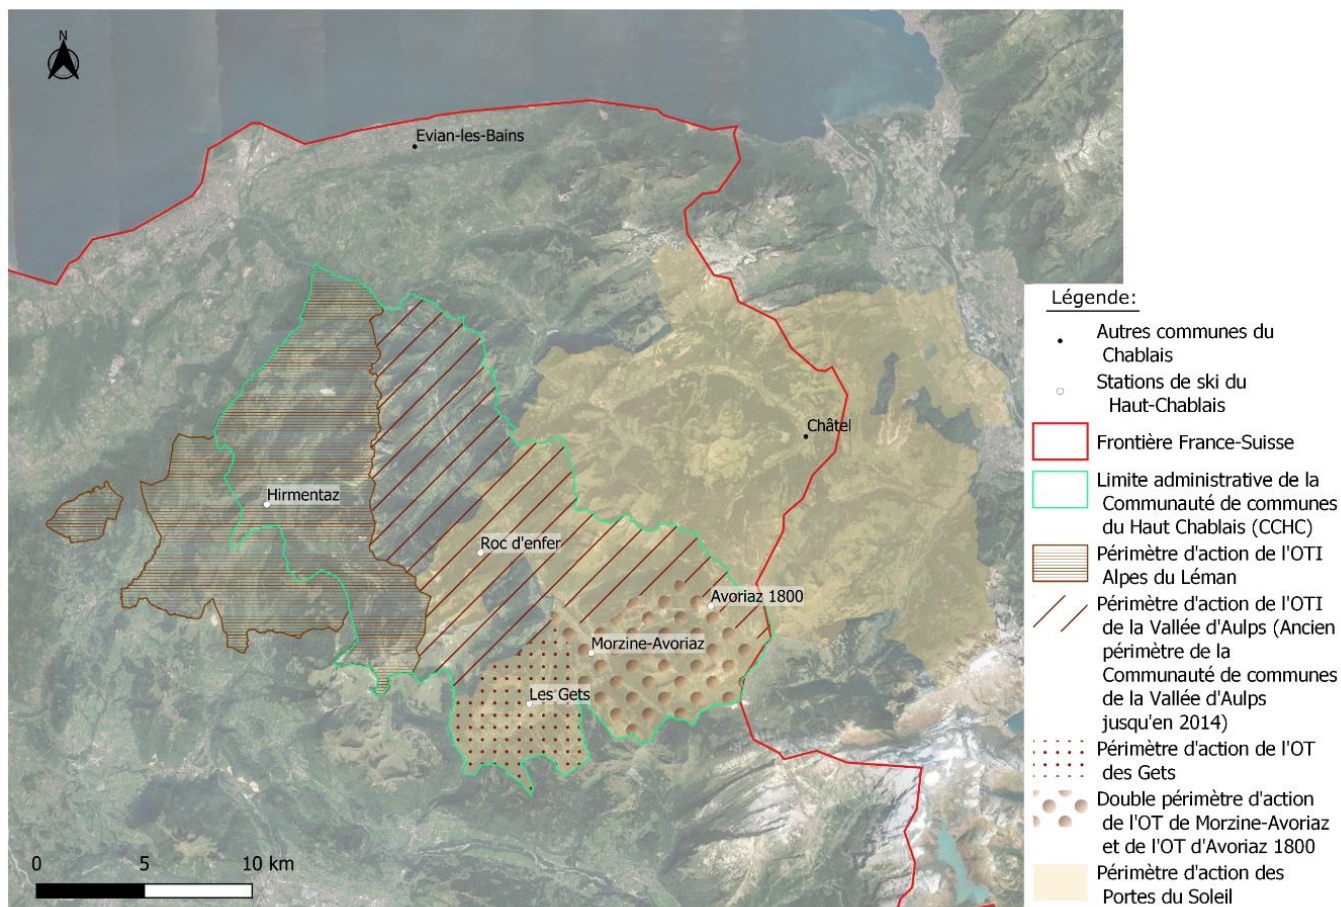 N
Evian-les-Bains
Châtel
Hirmentaz
Roc d'enfer
Avoriaz 1800
Morzine-Avoriaz
Les Gets
0 5 10 km
Légende:
Autres communes du
Chablais
Stations de ski du
Haut-Chablais
Frontière France-Suisse
Limite administrative de la
Communauté de communes
du Haut Chablais (CCHC)
Périmètre d'action de l'OTI
Alpes du Léman
Périmètre d'action de l'OTI
de la Vallée d'Aulps (Ancien
périmètre de la
Communauté de communes
de la Vallée d'Aulps
jusqu'en 2014)
Périmètre d'action de l'OT
des Gets
Double périmètre d'action
de l'OT de Morzine-Avoriaz
et de l'OT d'Avoriaz 1800
Périmètre d'action des
Portes du Soleil